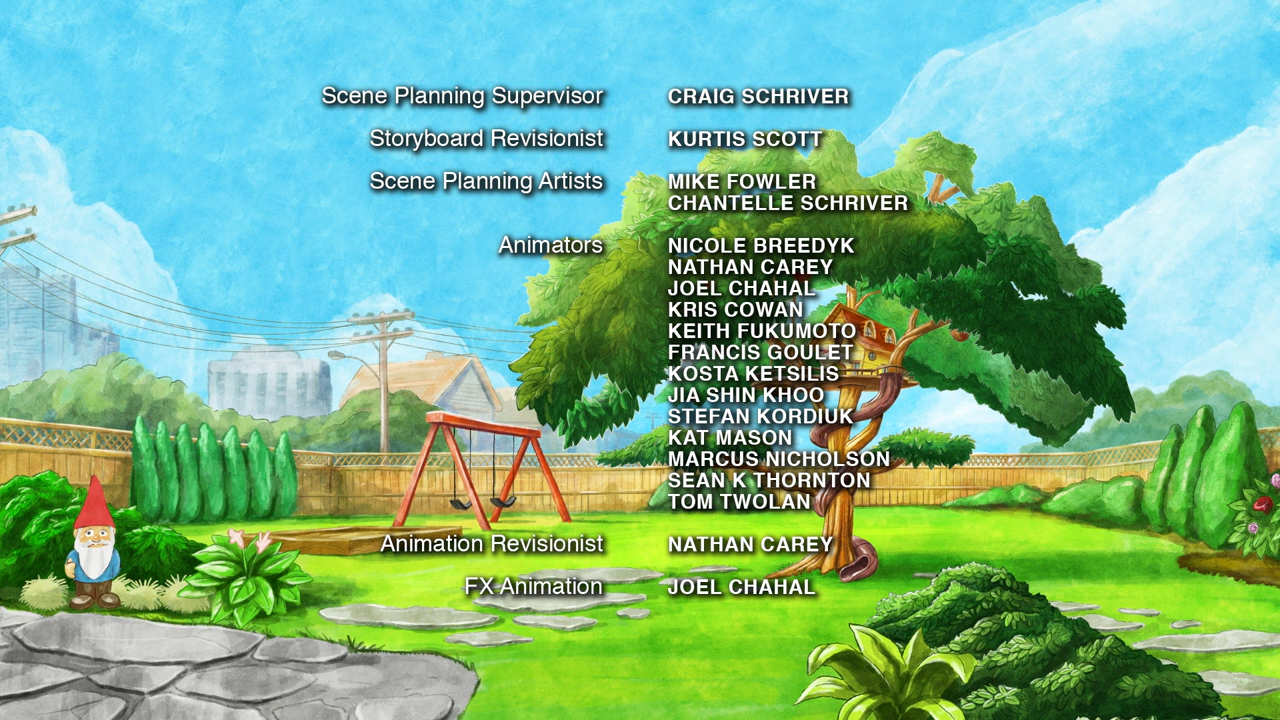 Scene Planning Supervisor CRAIG SCHRIVER
Storyboard Revisionist KURTIS SCOTT
Scene Planning Artists MIKE FOWLER
CHANTELLE SCHRIVER
Animators NICOLE BREEDYK
NATHAN CAREY
JOEL CHAHAL
KRIS COWAN
KEITH FUKUMOTO
FRANCIS GOULET
KOSTA KETSILIS
JIA SHIN KHOO
STEFAN KORDIUK
KAT MASON
MARCUS NICHOLSON
SEAN K THORNTON
TOM TWOLAN
Animation Revisionist NATHAN CAREY
FX Animation JOEL CHAHAL